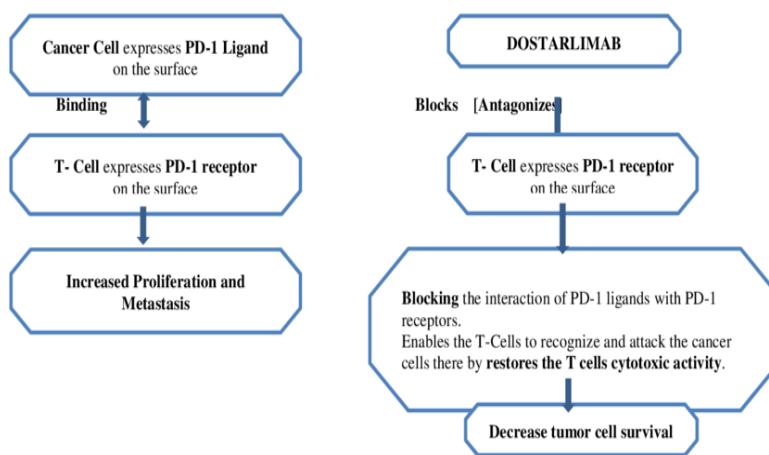 Cancer Cell expresses PD-1 Ligand
on the surface
Binding
T- Cell expresses PD-1 receptor
on the surface
Increased Proliferation and
Metastasis
DOSTARLIMAB
Blocks [Antagonizes]
T- Cell expresses PD-1 receptor
on the surface
Blocking the interaction of PD-1 ligands with PD-1
receptors.
Enables the T-Cells to recognize and attack the cancer
cells there by restores the T cells cytotoxic activity.
Decrease tumor cell survival